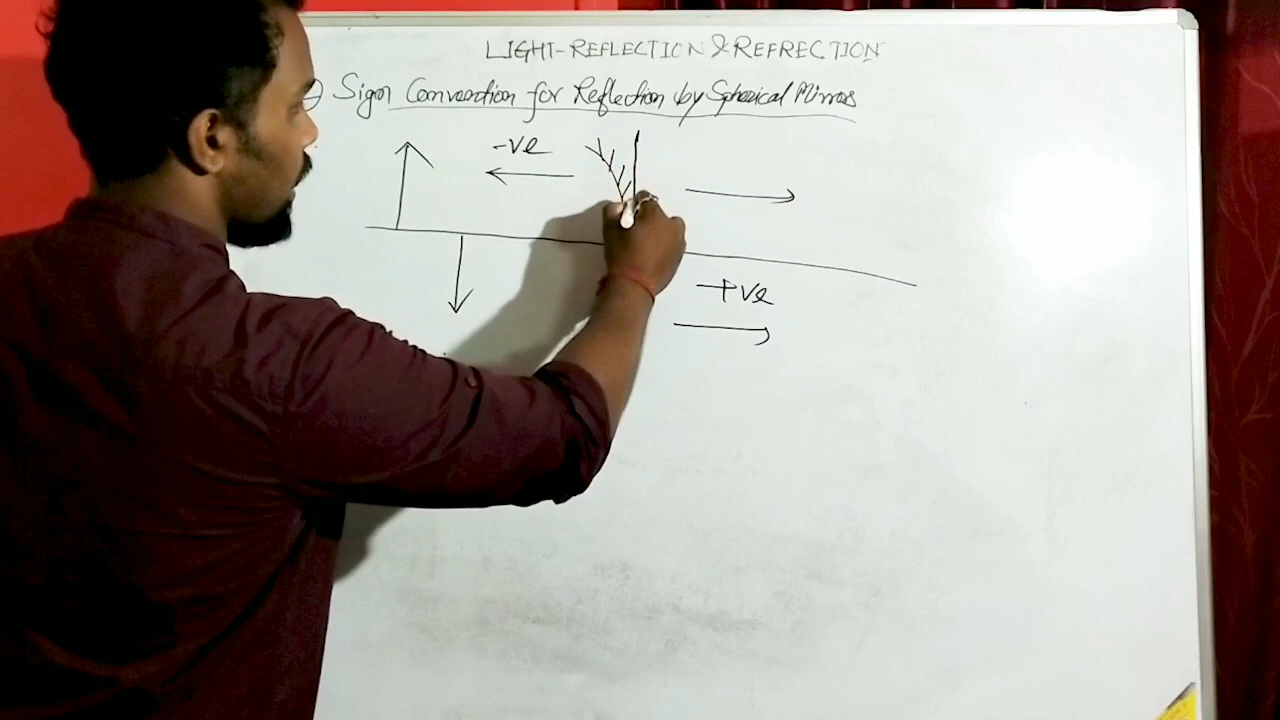 LIGHT-REFLECTION & REFRECTION
Sign Convention for Reflection by Spherical Mirrors
-ve
+ve